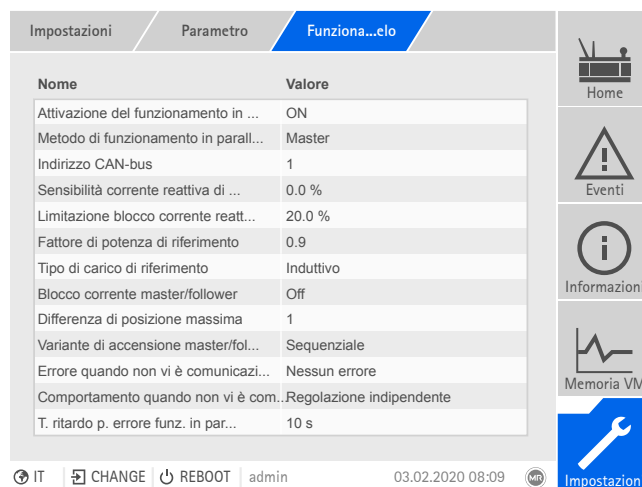 Impostazioni Parametro Funziona...elo
Nome Valore
Attivazione del funzionamento in ... ON
Metodo di funzionamento in parall... Master
Indirizzo CAN-bus 1
Sensibilità corrente reattiva di ... 0.0 %
Limitazione blocco corrente reatt... 20.0 %
Fattore di potenza di riferimento 0.9
Tipo di carico di riferimento Induttivo
Blocco corrente master/follower Off
Differenza di posizione massima 1
Variante di accensione master/fol... Sequenziale
Errore quando non vi è comunicazi... Nessun errore
Comportamento quando non vi è com... Regolazione indipendente
T. ritardo p. errore funz. in par... 10 s
IT CHANGE REBOOT admin 03.02.2020 08:09 MR
Home
Eventi
Informazion
Memoria VM
Impostazion